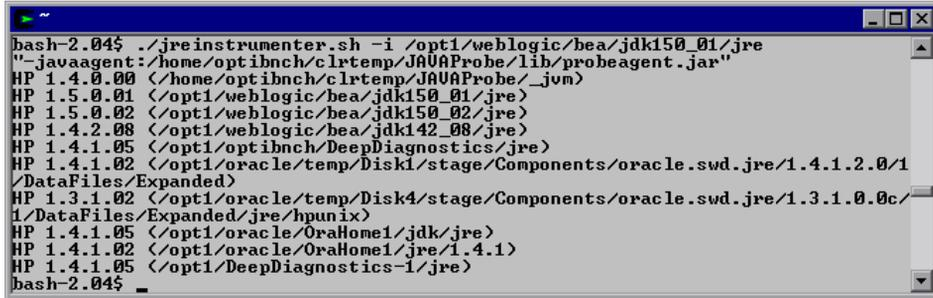 ~
bash-2.04$ ./jreinstrumenter.sh -i /opt1/weblogic/bea/jdk150_01/jre
"-javaagent:/home/optibnch/clrtemp/JAVAProbe/lib/probeagent.jar"
HP 1.4.0.00 (/home/optibnch/clrtemp/JAVAProbe/_jvm)
HP 1.5.0.01 (/opt1/weblogic/bea/jdk150_01/jre)
HP 1.5.0.02 (/opt1/weblogic/bea/jdk150_02/jre)
HP 1.4.2.08 (/opt1/weblogic/bea/jdk142_08/jre)
HP 1.4.1.05 (/opt1/optibnch/DeepDiagnostics/jre)
HP 1.4.1.02 (/opt1/oracle/temp/Disk1/stage/Components/oracle.swd.jre/1.4.1.2.0/1
/DataFiles/Expanded)
HP 1.3.1.02 (/opt1/oracle/temp/Disk4/stage/Components/oracle.swd.jre/1.3.1.0.0c/
1/DataFiles/Expanded/jre/hpunix)
HP 1.4.1.05 (/opt1/oracle/OraHome1/jdk/jre)
HP 1.4.1.02 (/opt1/oracle/OraHome1/jre/1.4.1)
HP 1.4.1.05 (/opt1/DeepDiagnostics-1/jre)
bash-2.04$ _